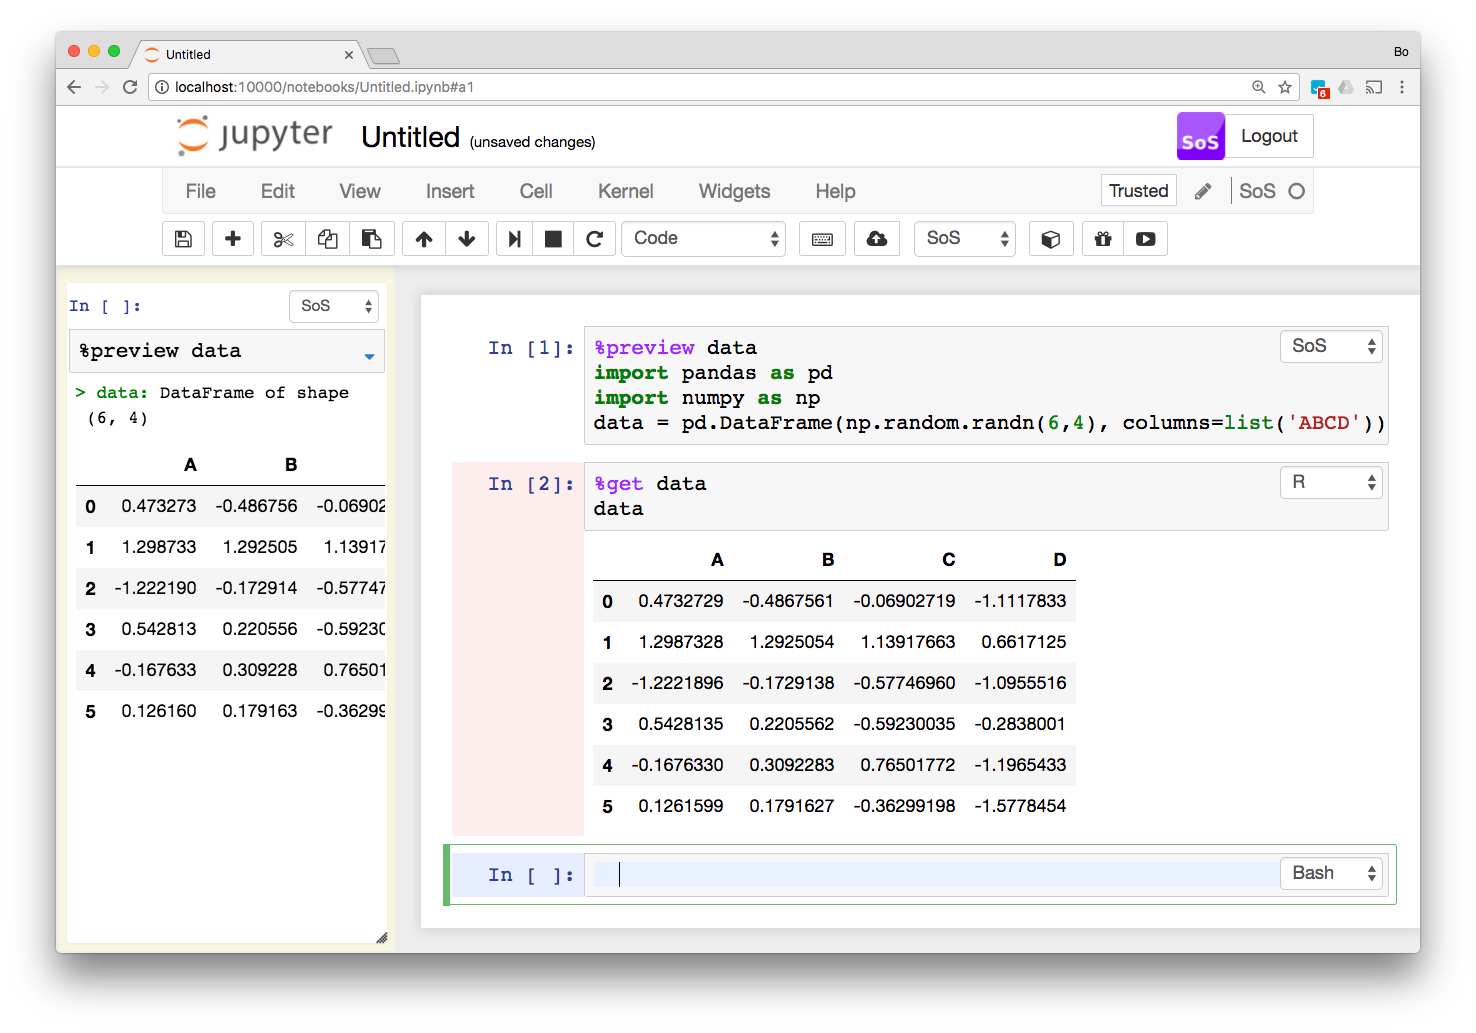 Untitled
Bo
localhost:10000/notebooks/Untitled.ipynb#a1
6
jupyter Untitled (unsaved changes)
SoS Logout
File Edit View Insert Cell Kernel Widgets Help
Trusted SoS
Code SoS
In [ ]: SoS
%preview data
> data: DataFrame of shape
(6, 4)
A B
0 0.473273 -0.486756 -0.06902
1 1.298733 1.292505 1.13917
2 -1.222190 -0.172914 -0.57747
3 0.542813 0.220556 -0.59230
4 -0.167633 0.309228 0.76501
5 0.126160 0.179163 -0.36299
In [1]: %preview data SoS
import pandas as pd
import numpy as np
data = pd.DataFrame(np.random.randn(6,4), columns=list('ABCD'))
In [2]: %get data R
data
A B C D
0 0.4732729 -0.4867561 -0.06902719 -1.1117833
1 1.2987328 1.2925054 1.13917663 0.6617125
2 -1.2221896 -0.1729138 -0.57746960 -1.0955516
3 0.5428135 0.2205562 -0.59230035 -0.2838001
4 -0.1676330 0.3092283 0.76501772 -1.1965433
5 0.1261599 0.1791627 -0.36299198 -1.5778454
In [ ]: Bash